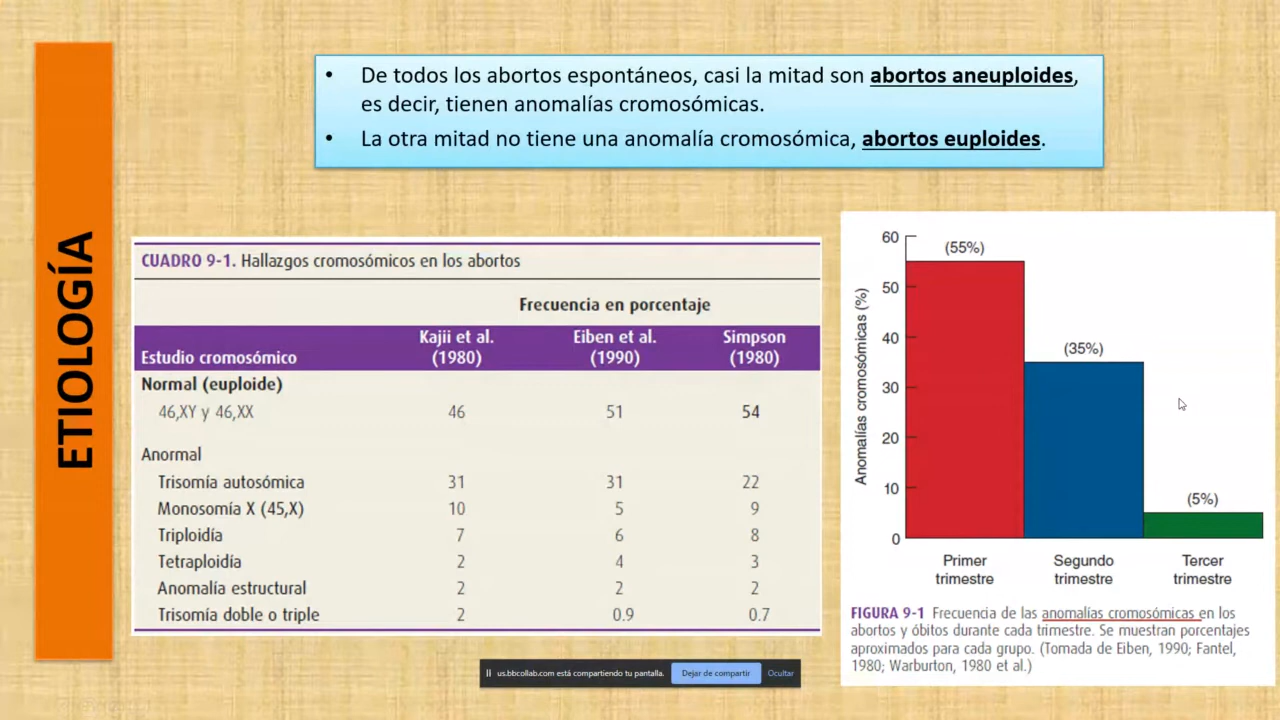 ETIOLOGÍA
• De todos los abortos espontáneos, casi la mitad son abortos aneuploides,
es decir, tienen anomalías cromosómicas.
• La otra mitad no tiene una anomalía cromosómica, abortos euploides.
CUADRO 9-1. Hallazgos cromosómicos en los abortos
Frecuencia en porcentaje
Estudio cromosómico Kajii et al. (1980) Eiben et al. (1990) Simpson (1980)
Normal (euploide)
46,XY y 46,XX 46 51 54
Anormal
Trisomía autosómica 31 31 22
Monosomía X (45,X) 10 5 9
Triploidía 7 6 8
Tetraploidía 2 4 3
Anomalía estructural 2 2 2
Trisomía doble o triple 2 0.9 0.7
Anomalías cromosómicas (%)
60
50
40
30
20
10
0
(55%)
(35%)
(5%)
Primer trimestre
Segundo trimestre
Tercer trimestre
FIGURA 9-1 Frecuencia de las anomalías cromosómicas en los
abortos y óbitos durante cada trimestre. Se muestran porcentajes
aproximados para cada grupo. (Tomada de Eiben, 1990; Fantel,
1980; Warburton, 1980 et al.)
us.bbcollab.com está compartiendo tu pantalla. Dejar de compartir Ocultar